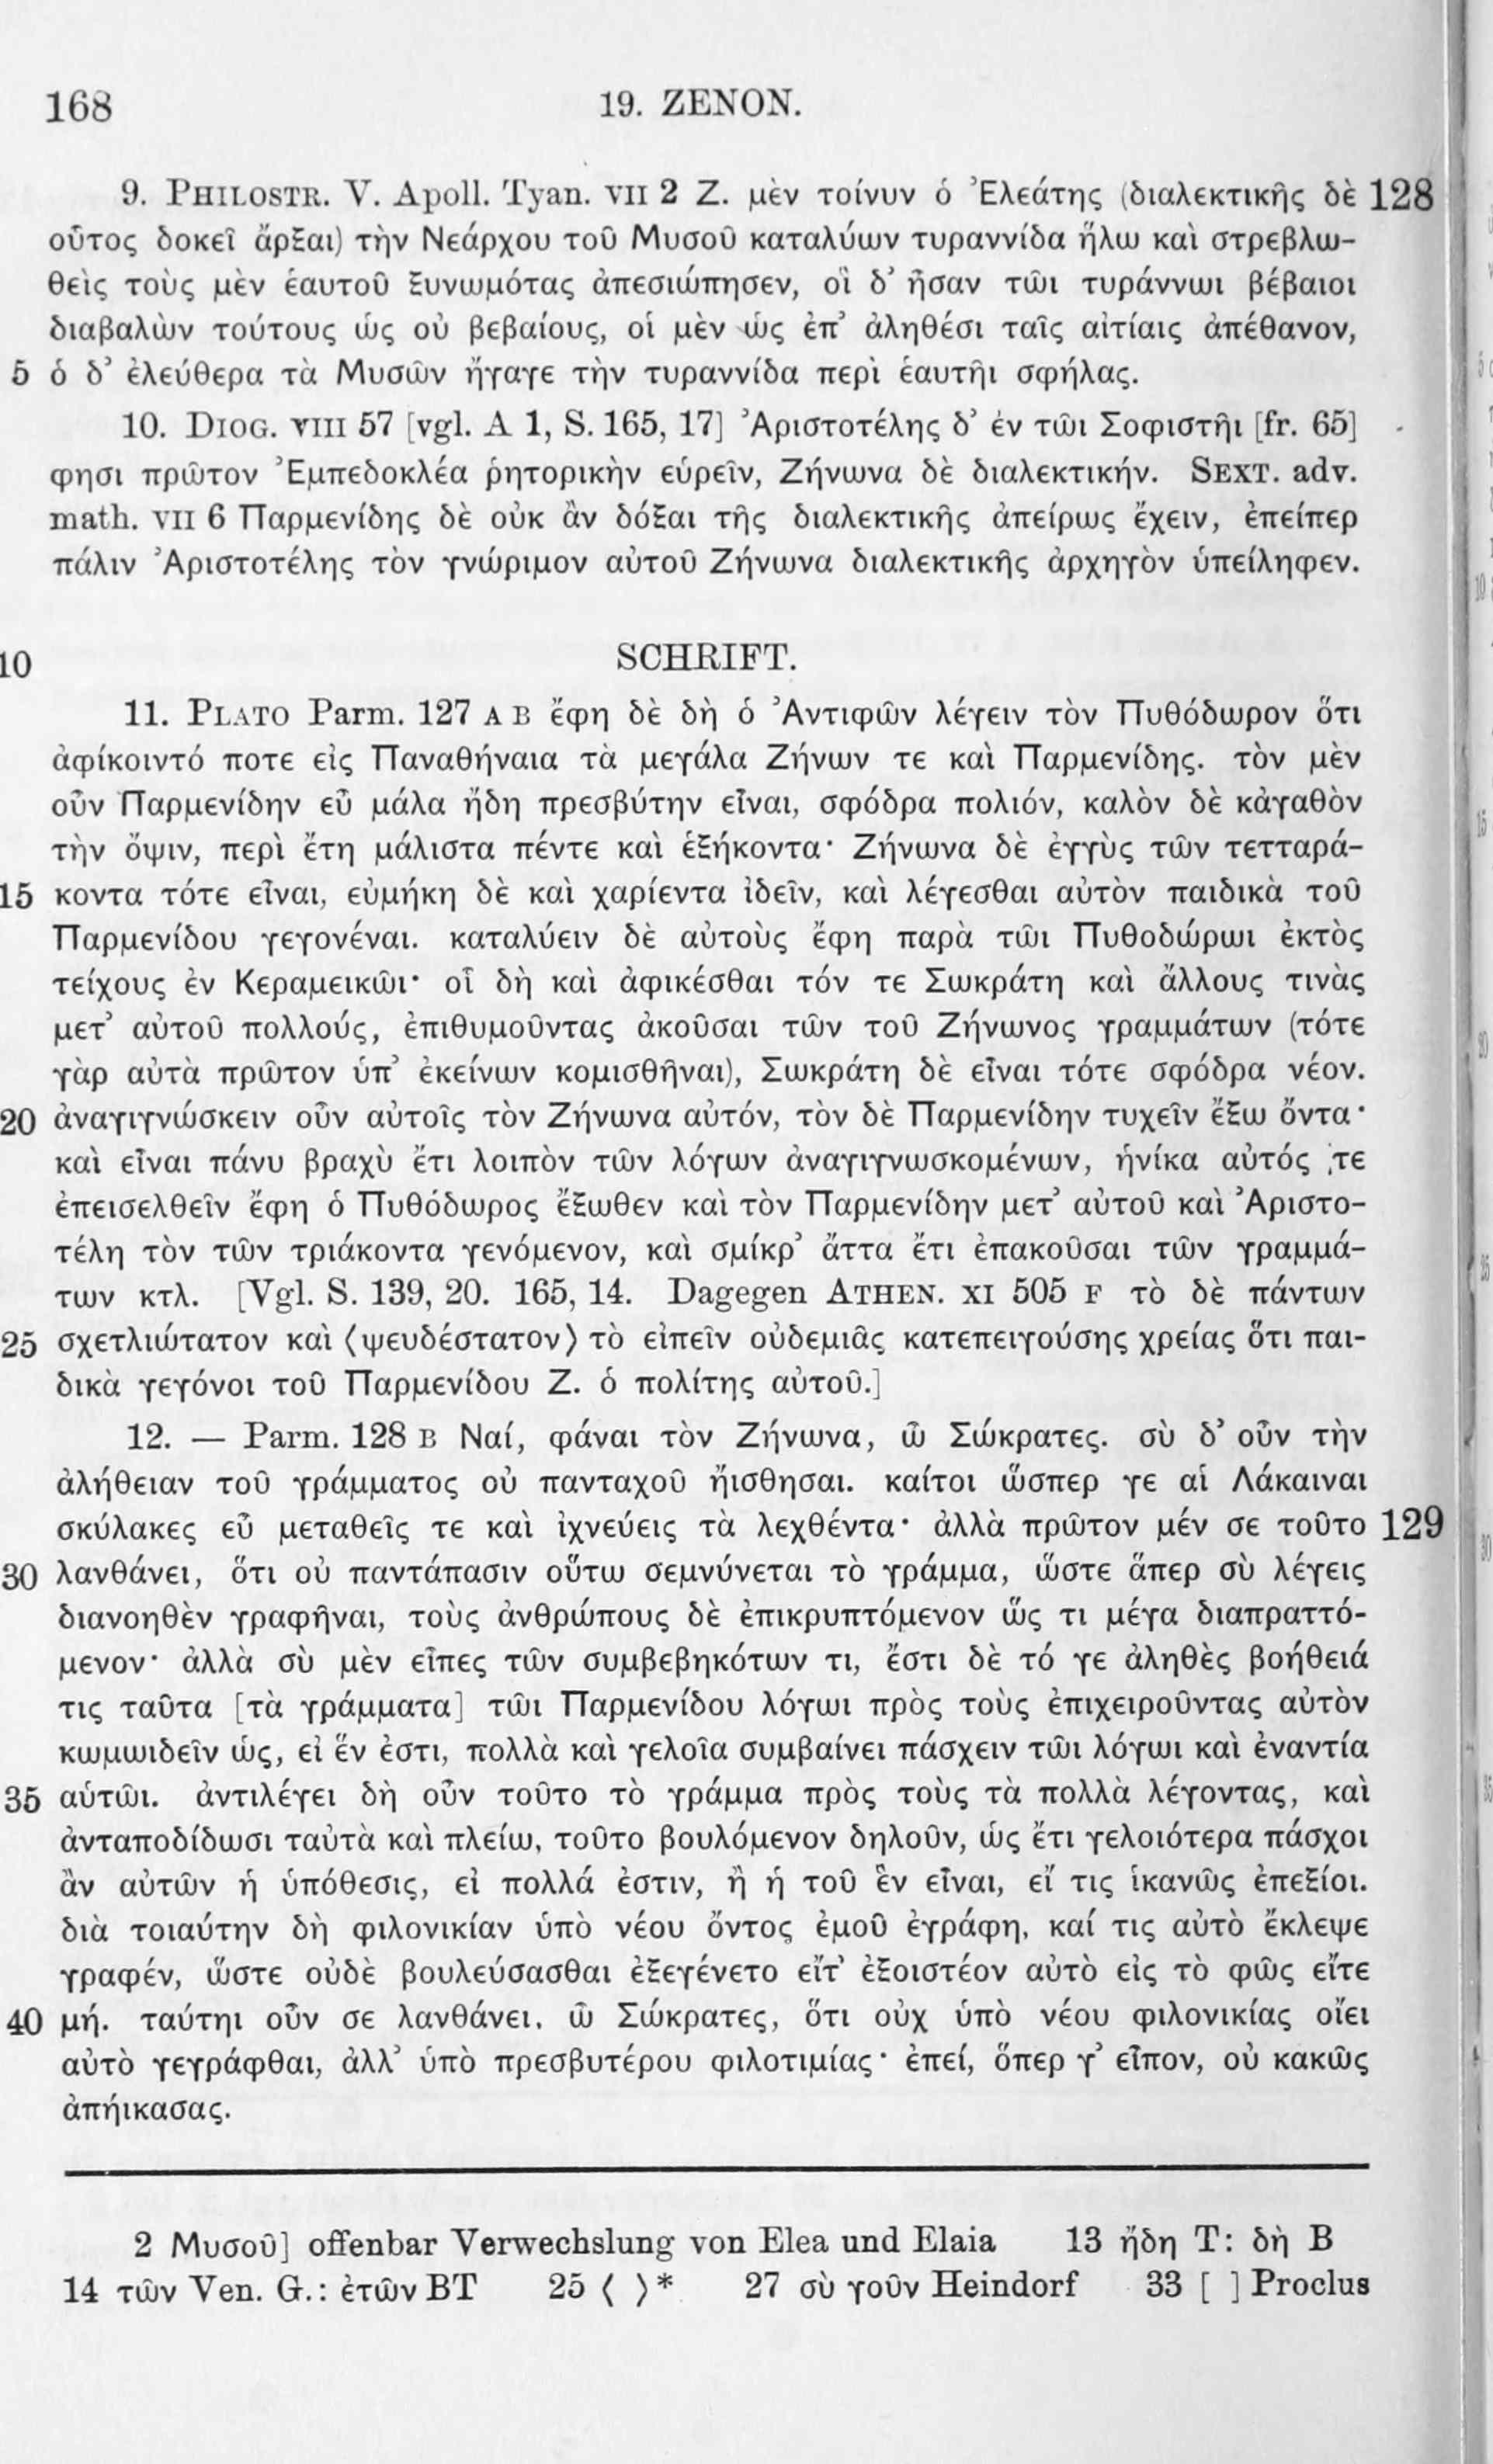 168 19. ZENON.
9. PHILOSTR. V. Apoll. Tyan. VII 2 Z. μὲν τοίνυν ὁ Ἐλεάτης (διαλεκτικῆς δὲ 128
οὗτος δοκεῖ ἄρξαι) τὴν Νεάρχου τοῦ Μυσοῦ καταλύων τυραννίδα ἥλω καὶ στρεβλω-
θεὶς τοὺς μὲν ἑαυτοῦ ξυνωμότας ἀπεσιώπησεν, οἳ δ' ἦσαν τῶι τυράννωι βέβαιοι
διαβαλὼν τούτους ὡς οὐ βεβαίους, οἱ μὲν ὡς ἐπ' ἀληθέσι ταῖς αἰτίαις ἀπέθανον,
5 ὁ δ' ἐλεύθερα τὰ Μυσῶν ἤγαγε τὴν τυραννίδα περὶ ἑαυτῆι σφήλας.
10. DIOG. VIII 57 [vgl. A 1, S. 165, 17] Ἀριστοτέλης δ' ἐν τῶι Σοφιστῆι [fr. 65]
φησι πρῶτον Ἐμπεδοκλέα ῥητορικὴν εὑρεῖν, Ζήνωνα δὲ διαλεκτικήν. SEXT. adv.
math. VII 6 Παρμενίδης δὲ οὐκ ἂν δόξαι τῆς διαλεκτικῆς ἀπείρως ἔχειν, ἐπείπερ
πάλιν Ἀριστοτέλης τὸν γνώριμον αὐτοῦ Ζήνωνα διαλεκτικῆς ἀρχηγὸν ὑπείληφεν.
10 SCHRIFT.
11. PLATO Parm. 127 A B ἔφη δὲ δὴ ὁ Ἀντιφῶν λέγειν τὸν Πυθόδωρον ὅτι
ἀφίκοιντό ποτε εἰς Παναθήναια τὰ μεγάλα Ζήνων τε καὶ Παρμενίδης. τὸν μὲν
οὖν Παρμενίδην εὖ μάλα ἤδη πρεσβύτην εἶναι, σφόδρα πολιόν, καλὸν δὲ κἀγαθὸν
τὴν ὄψιν, περὶ ἔτη μάλιστα πέντε καὶ ἑξήκοντα· Ζήνωνα δὲ ἐγγὺς τῶν τετταρά-
15 κοντα τότε εἶναι, εὐμήκη δὲ καὶ χαρίεντα ἰδεῖν, καὶ λέγεσθαι αὐτὸν παιδικὰ τοῦ
Παρμενίδου γεγονέναι. καταλύειν δὲ αὐτοὺς ἔφη παρὰ τῶι Πυθοδώρωι ἐκτὸς
τείχους ἐν Κεραμεικῶι· οἷ δὴ καὶ ἀφικέσθαι τόν τε Σωκράτη καὶ ἄλλους τινὰς
μετ' αὐτοῦ πολλούς, ἐπιθυμοῦντας ἀκοῦσαι τῶν τοῦ Ζήνωνος γραμμάτων (τότε
γὰρ αὐτὰ πρῶτον ὑπ' ἐκείνων κομισθῆναι), Σωκράτη δὲ εἶναι τότε σφόδρα νέον.
20 ἀναγιγνώσκειν οὖν αὐτοῖς τὸν Ζήνωνα αὐτόν, τὸν δὲ Παρμενίδην τυχεῖν ἔξω ὄντα·
καὶ εἶναι πάνυ βραχὺ ἔτι λοιπὸν τῶν λόγων ἀναγιγνωσκομένων, ἡνίκα αὐτός τε
ἐπεισελθεῖν ἔφη ὁ Πυθόδωρος ἔξωθεν καὶ τὸν Παρμενίδην μετ' αὐτοῦ καὶ Ἀριστο-
τέλη τὸν τῶν τριάκοντα γενόμενον, καὶ σμίκρ' ἄττα ἔτι ἐπακοῦσαι τῶν γραμμά-
των κτλ. [Vgl. S. 139, 20. 165, 14. Dagegen ATHEN. XI 505 F τὸ δὲ πάντων
25 σχετλιώτατον καὶ ⟨ψευδέστατον⟩ τὸ εἰπεῖν οὐδεμιᾶς κατεπειγούσης χρείας ὅτι παι-
δικὰ γεγόνοι τοῦ Παρμενίδου Ζ. ὁ πολίτης αὐτοῦ.]
12. — Parm. 128 B Ναί, φάναι τὸν Ζήνωνα, ὦ Σώκρατες. σὺ δ' οὖν τὴν
ἀλήθειαν τοῦ γράμματος οὐ πανταχοῦ ἤισθησαι. καίτοι ὥσπερ γε αἱ Λάκαιναι
σκύλακες εὖ μεταθεῖς τε καὶ ἰχνεύεις τὰ λεχθέντα· ἀλλὰ πρῶτον μέν σε τοῦτο 129
30 λανθάνει, ὅτι οὐ παντάπασιν οὕτω σεμνύνεται τὸ γράμμα, ὥστε ἅπερ σὺ λέγεις
διανοηθὲν γραφῆναι, τοὺς ἀνθρώπους δὲ ἐπικρυπτόμενον ὥς τι μέγα διαπραττό-
μενον· ἀλλὰ σὺ μὲν εἶπες τῶν συμβεβηκότων τι, ἔστι δὲ τό γε ἀληθὲς βοήθειά
τις ταῦτα [τὰ γράμματα] τῶι Παρμενίδου λόγωι πρὸς τοὺς ἐπιχειροῦντας αὐτὸν
κωμωιδεῖν ὡς, εἰ ἕν ἐστι, πολλὰ καὶ γελοῖα συμβαίνει πάσχειν τῶι λόγωι καὶ ἐναντία
35 αὑτῶι. ἀντιλέγει δὴ οὖν τοῦτο τὸ γράμμα πρὸς τοὺς τὰ πολλὰ λέγοντας, καὶ
ἀνταποδίδωσι ταὐτὰ καὶ πλείω, τοῦτο βουλόμενον δηλοῦν, ὡς ἔτι γελοιότερα πάσχοι
ἂν αὐτῶν ἡ ὑπόθεσις, εἰ πολλά ἐστιν, ἢ ἡ τοῦ ἓν εἶναι, εἴ τις ἱκανῶς ἐπεξίοι.
διὰ τοιαύτην δὴ φιλονικίαν ὑπὸ νέου ὄντος ἐμοῦ ἐγράφη, καί τις αὐτὸ ἔκλεψε
γραφέν, ὥστε οὐδὲ βουλεύσασθαι ἐξεγένετο εἴτ' ἐξοιστέον αὐτὸ εἰς τὸ φῶς εἴτε
40 μή. ταύτηι οὖν σε λανθάνει, ὦ Σώκρατες, ὅτι οὐχ ὑπὸ νέου φιλονικίας οἴει
αὐτὸ γεγράφθαι, ἀλλ' ὑπὸ πρεσβυτέρου φιλοτιμίας· ἐπεί, ὅπερ γ' εἶπον, οὐ κακῶς
ἀπήικασας.
2 Μυσοῦ] offenbar Verwechslung von Elea und Elaia 13 ἤδη T: δὴ B
14 τῶν Ven. G.: ἐτῶν BT 25 ⟨ ⟩* 27 σὺ γοῦν Heindorf 33 [ ] Proclus